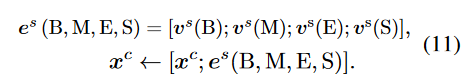 e^s (B, M, E, S) = [v^s(B); v^s(M); v^s(E); v^s(S)],
(11)
x^c ← [x^c; e^s(B, M, E, S)].